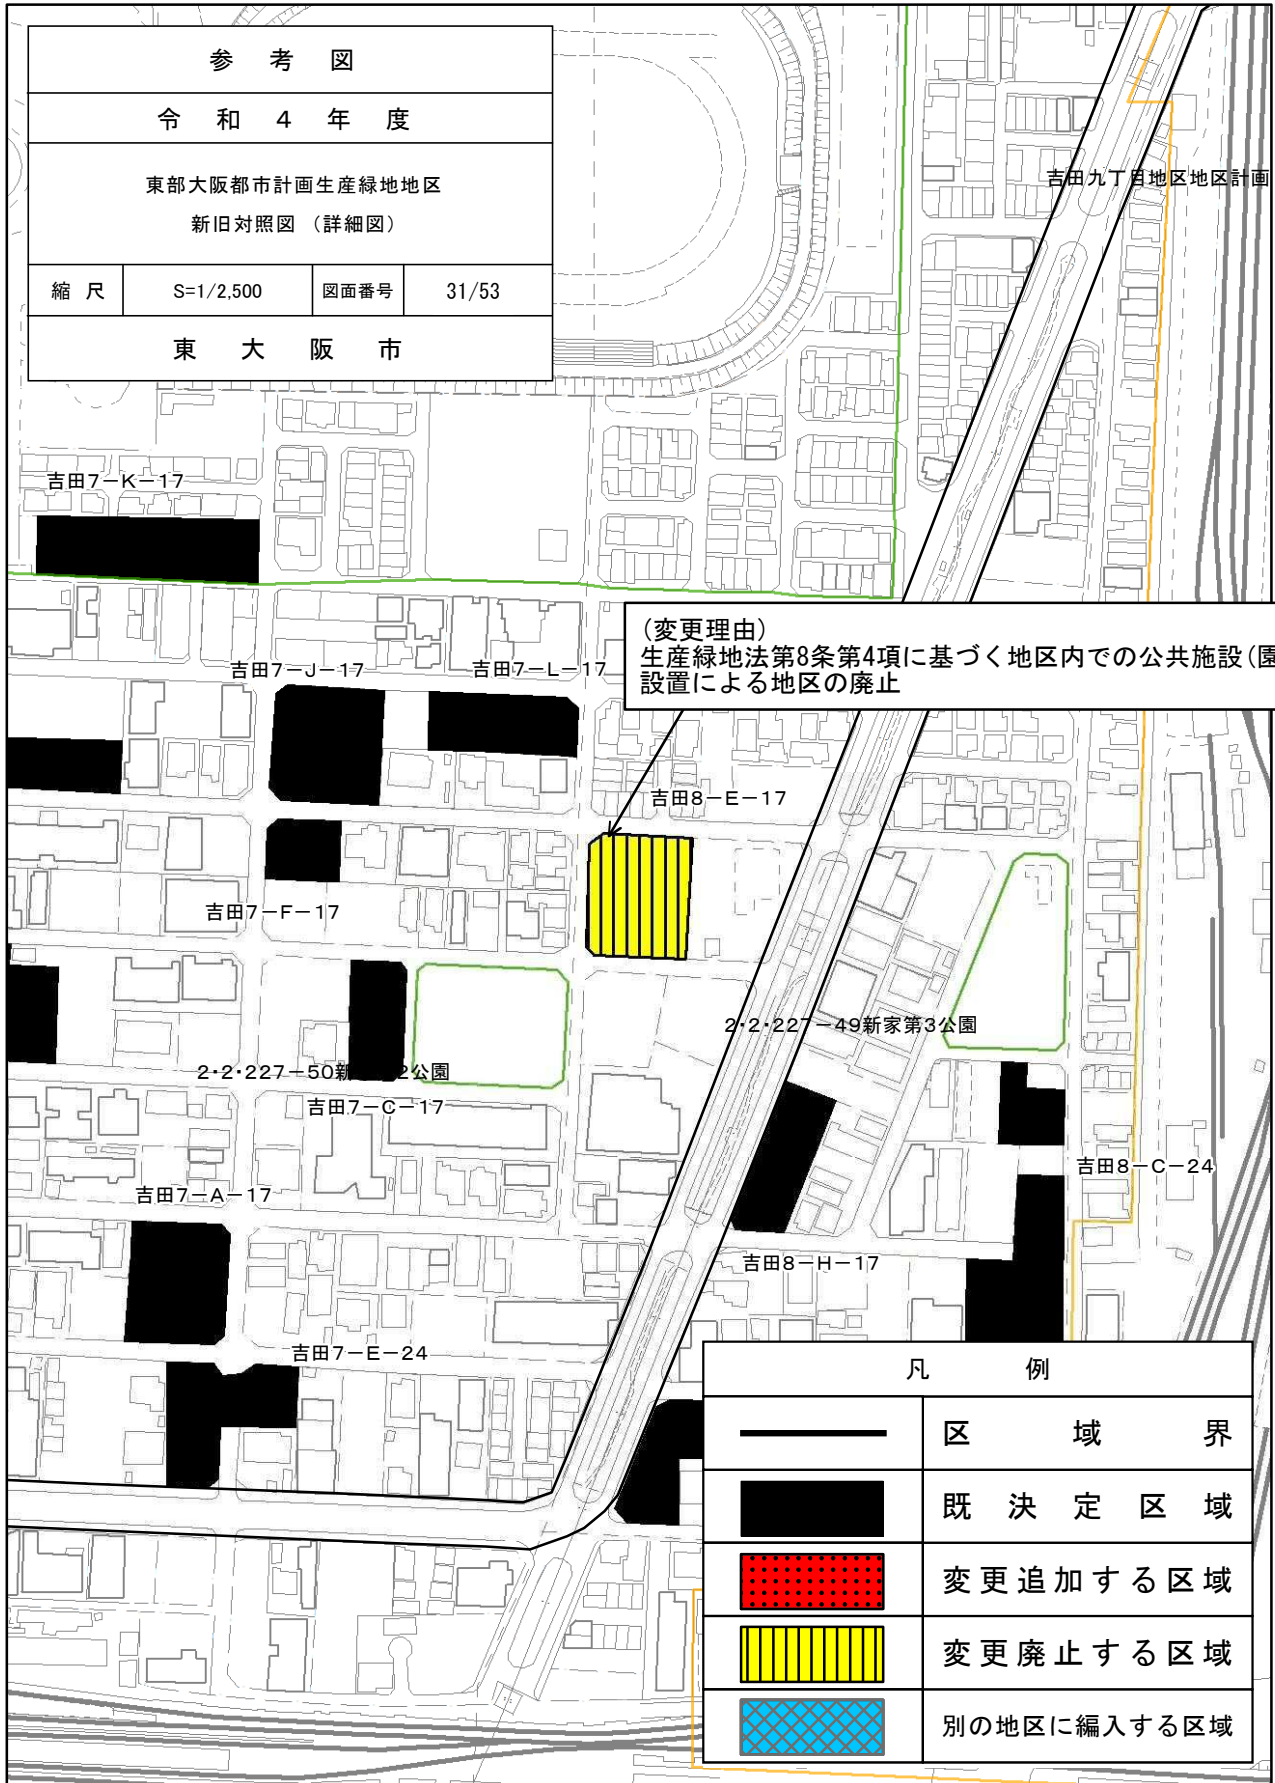 参考図
令和4年度
東部大阪都市計画生産緑地地区
新旧対照図 (詳細図)
縮尺 S=1/2,500 図面番号 31/53
東大阪市
吉田九丁目地区地区計画
吉田7-K-17
(変更理由)
生産緑地法第8条第4項に基づく地区内での公共施設(園
設置による地区の廃止
吉田7-J-17
吉田7-L-17
吉田8-E-17
吉田7-F-17
2・2・227-49新家第3公園
2・2・227-50新 2公園
吉田7-C-17
吉田8-C-24
吉田7-A-17
吉田8-H-17
吉田7-E-24
凡例
区域界
既決定区域
変更追加する区域
変更廃止する区域
別の地区に編入する区域